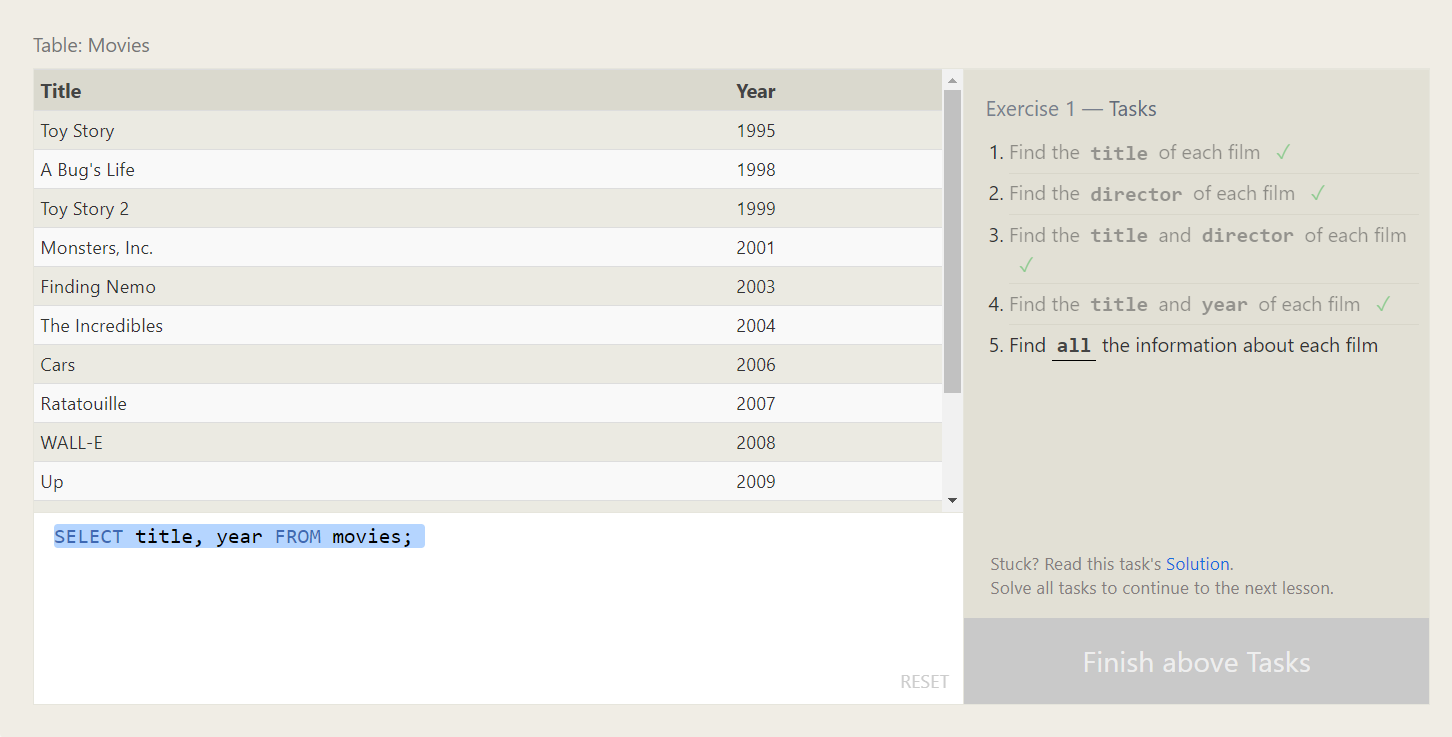 Table: Movies
Title Year
Toy Story 1995
A Bug's Life 1998
Toy Story 2 1999
Monsters, Inc. 2001
Finding Nemo 2003
The Incredibles 2004
Cars 2006
Ratatouille 2007
WALL-E 2008
Up 2009
SELECT title, year FROM movies;
RESET
Exercise 1 — Tasks
1. Find the title of each film ✓
2. Find the director of each film ✓
3. Find the title and director of each film
✓
4. Find the title and year of each film ✓
5. Find all the information about each film
Stuck? Read this task's Solution.
Solve all tasks to continue to the next lesson.
Finish above Tasks